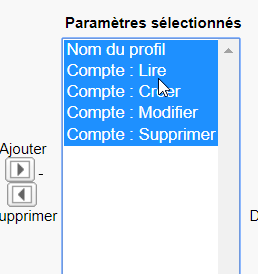 Paramètres sélectionnés
Nom du profil
Compte : Lire
Compte : Créer
Compte : Modifier
Compte : Supprimer
Ajouter
-
upprimer
D